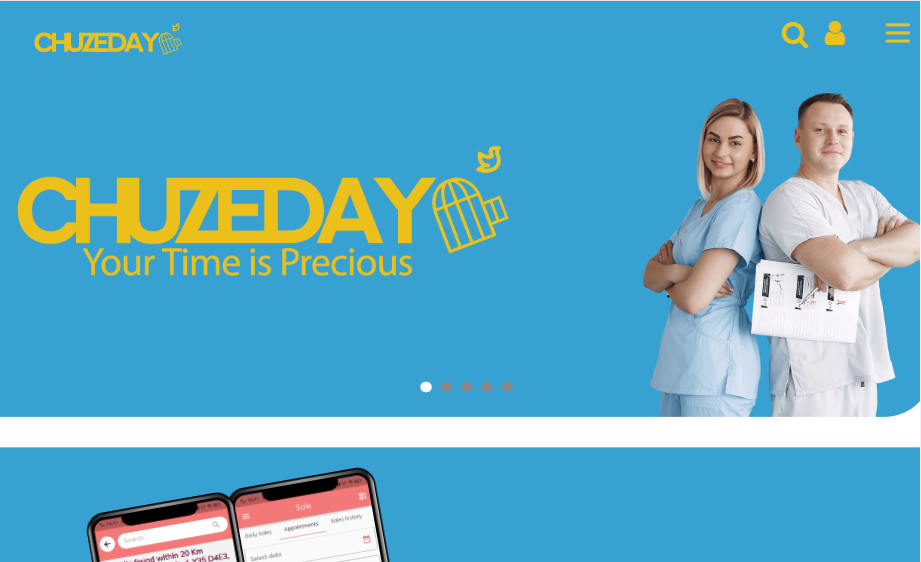 CHUZEDAY
CHUZEDAY
Your Time is Precious
Search
Sale
Daily Sales Appointments Sales history
found within 20 Km
Y35 D4E3,
Select date